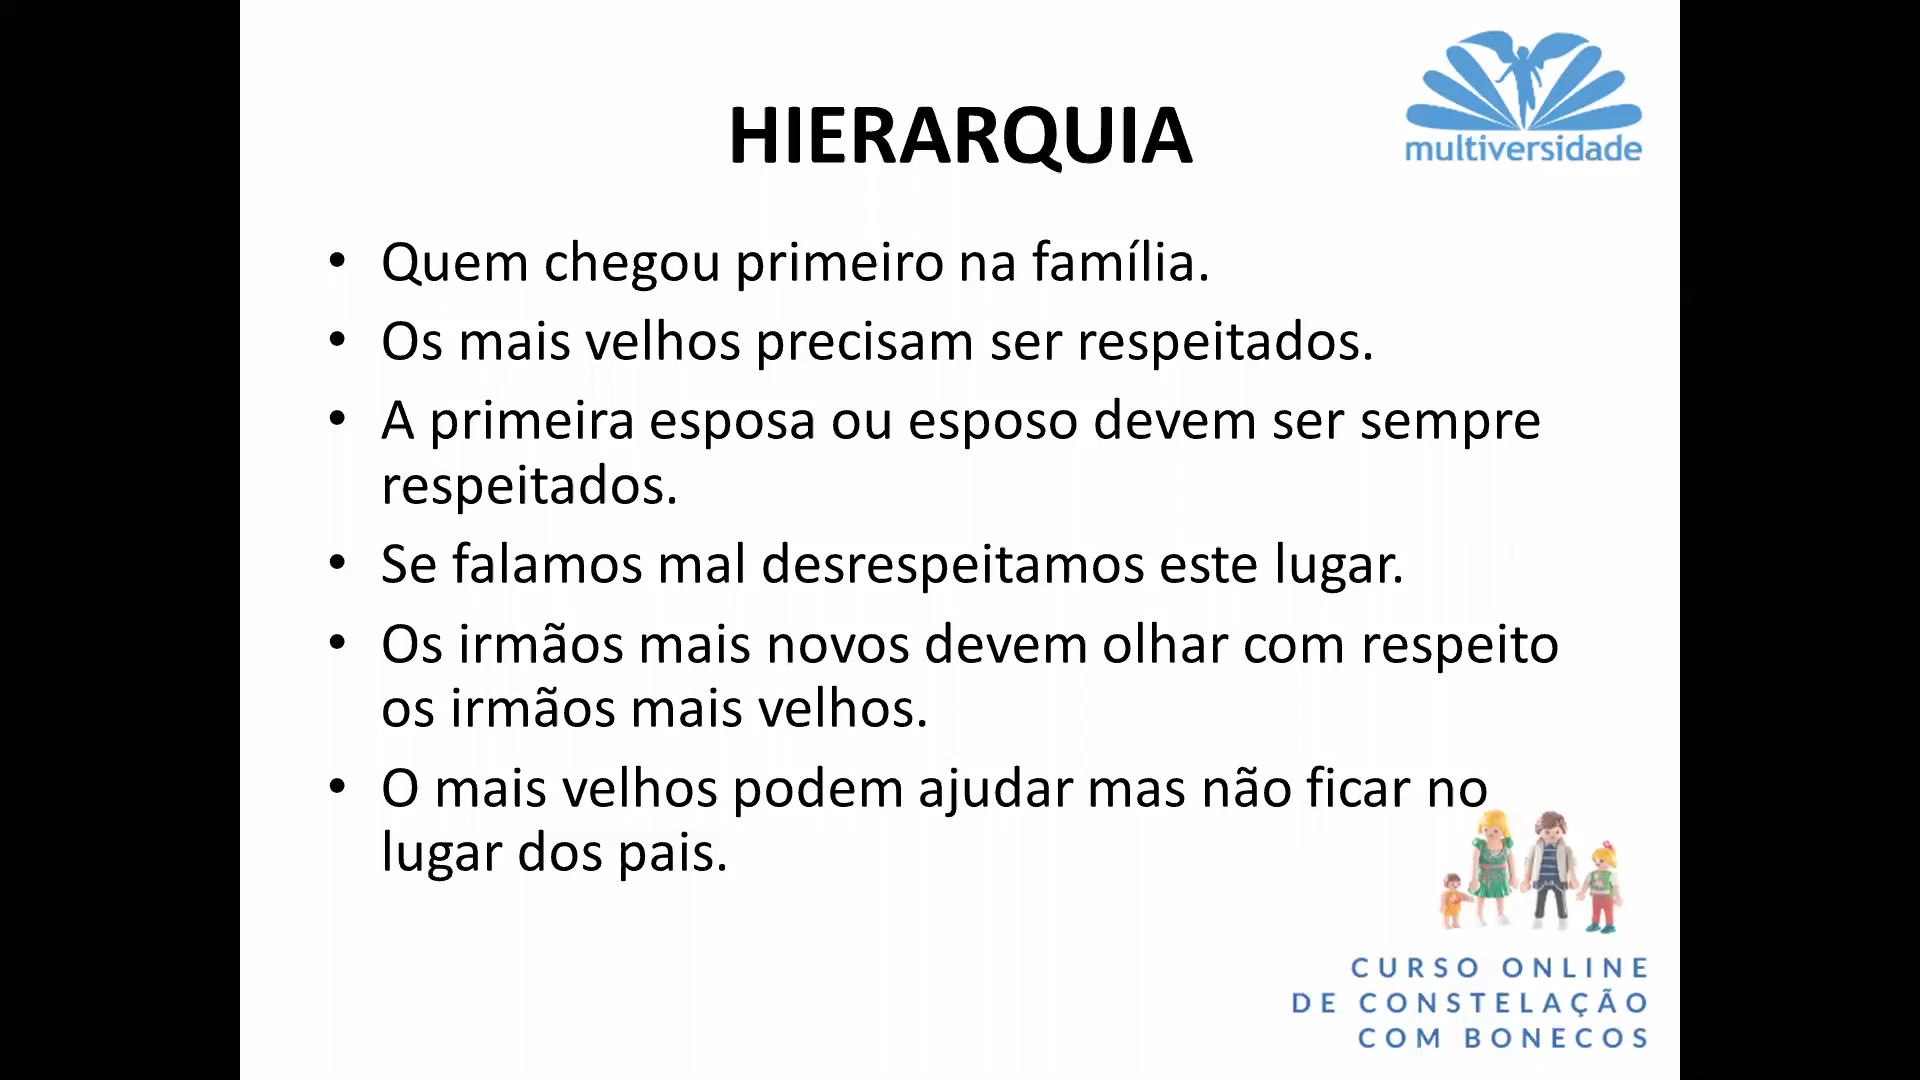 multiversidade
HIERARQUIA
• Quem chegou primeiro na família.
• Os mais velhos precisam ser respeitados.
• A primeira esposa ou esposo devem ser sempre
respeitados.
• Se falamos mal desrespeitamos este lugar.
• Os irmãos mais novos devem olhar com respeito
os irmãos mais velhos.
• O mais velhos podem ajudar mas não ficar no
lugar dos pais.
CURSO ONLINE
DE CONSTELAÇÃO
COM BONECOS